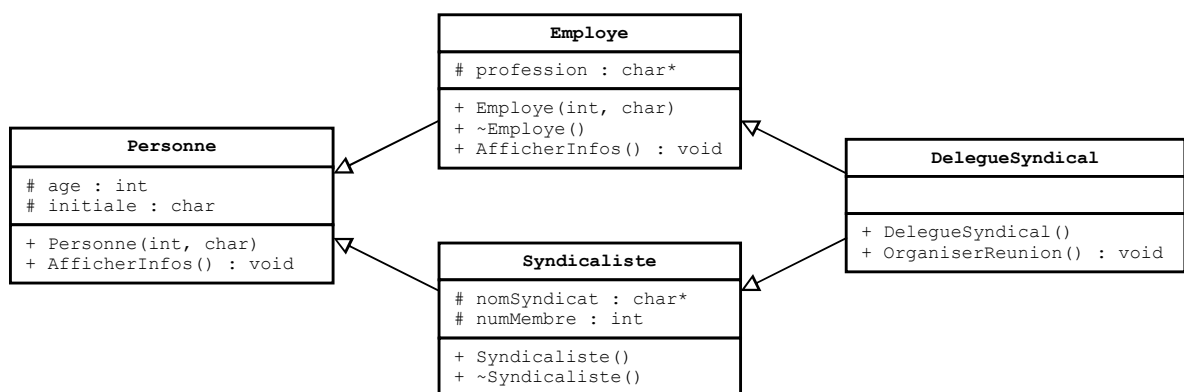 Personne
# age : int
# initiale : char
+ Personne(int, char)
+ AfficherInfos() : void
Employe
# profession : char*
+ Employe(int, char)
+ ~Employe()
+ AfficherInfos() : void
Syndicaliste
# nomSyndicat : char*
# numMembre : int
+ Syndicaliste()
+ ~Syndicaliste()
DelegueSyndical
+ DelegueSyndical()
+ OrganiserReunion() : void